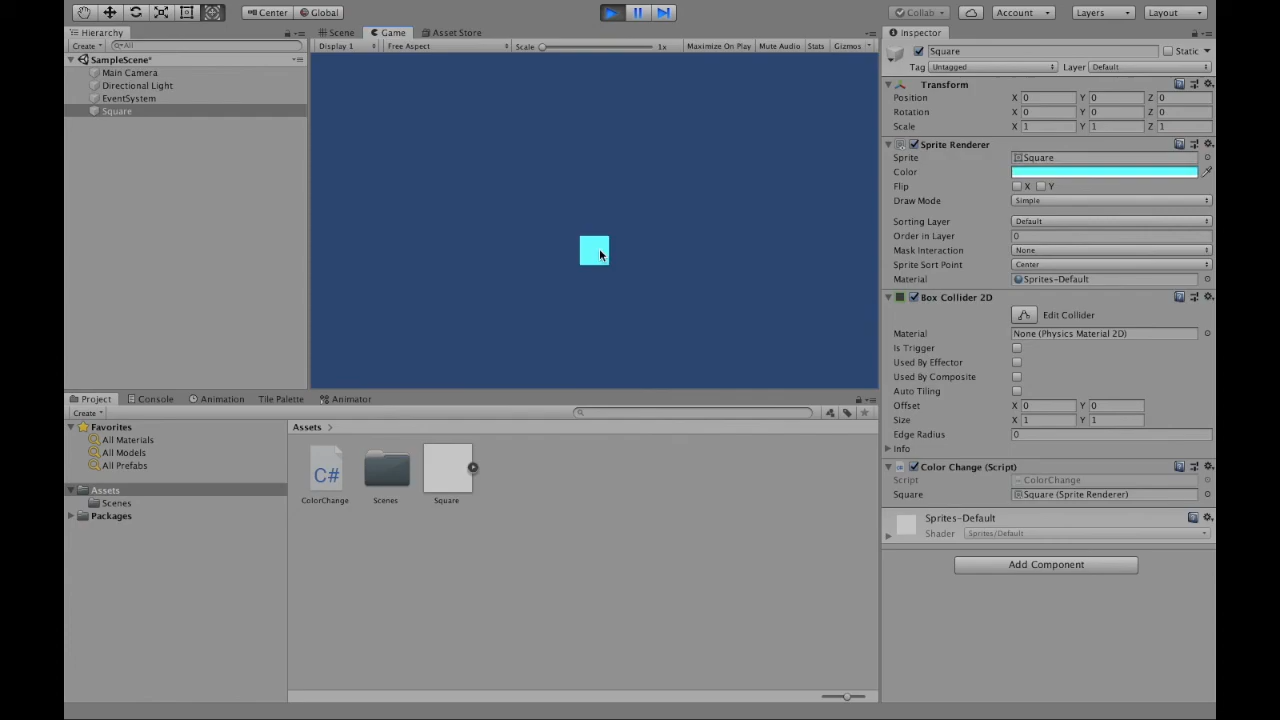 Center Global
Collab Account Layers Layout
Hierarchy
Create All
SampleScene*
Main Camera
Directional Light
EventSystem
Square
Scene Game Asset Store
Display 1 Free Aspect Scale 1x Maximize On Play Mute Audio Stats Gizmos
Inspector
Square Static
Tag Untagged Layer Default
Transform
Position X 0 Y 0 Z 0
Rotation X 0 Y 0 Z 0
Scale X 1 Y 1 Z 1
Sprite Renderer
Sprite Square
Color
Flip X Y
Draw Mode Simple
Sorting Layer Default
Order in Layer 0
Mask Interaction None
Sprite Sort Point Center
Material Sprites-Default
Box Collider 2D
Edit Collider
Material None (Physics Material 2D)
Is Trigger
Used By Effector
Used By Composite
Auto Tiling
Offset X 0 Y 0
Size X 1 Y 1
Edge Radius 0
Info
Color Change (Script)
Script ColorChange
Square Square (Sprite Renderer)
Sprites-Default
Shader Sprites/Default
Add Component
Project Console Animation Tile Palette Animator
Create
Favorites
All Materials
All Models
All Prefabs
Assets
Scenes
Packages
Assets
C#
ColorChange Scenes Square